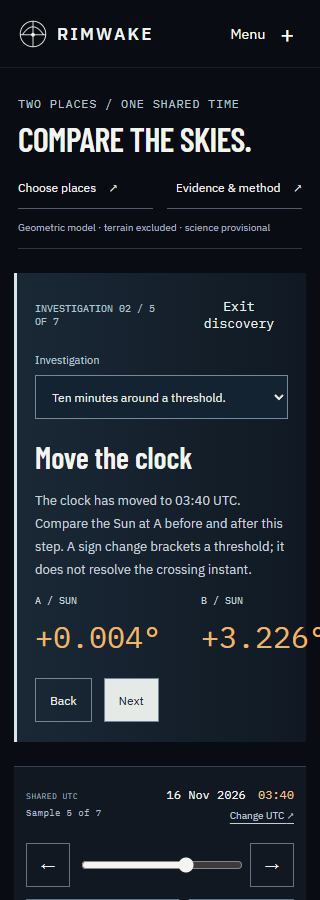 RIMWAKE
Menu +
TWO PLACES / ONE SHARED TIME
COMPARE THE SKIES.
Choose places ↗ Evidence & method ↗
Geometric model · terrain excluded · science provisional
INVESTIGATION 02 / 5
OF 7
Exit
discovery
Investigation
Ten minutes around a threshold.
Move the clock
The clock has moved to 03:40 UTC.
Compare the Sun at A before and after this
step. A sign change brackets a threshold; it
does not resolve the crossing instant.
A / SUN B / SUN
+0.004° +3.226°
Back Next
SHARED UTC
Sample 5 of 7
16 Nov 2026 03:40
Change UTC ↗
← →